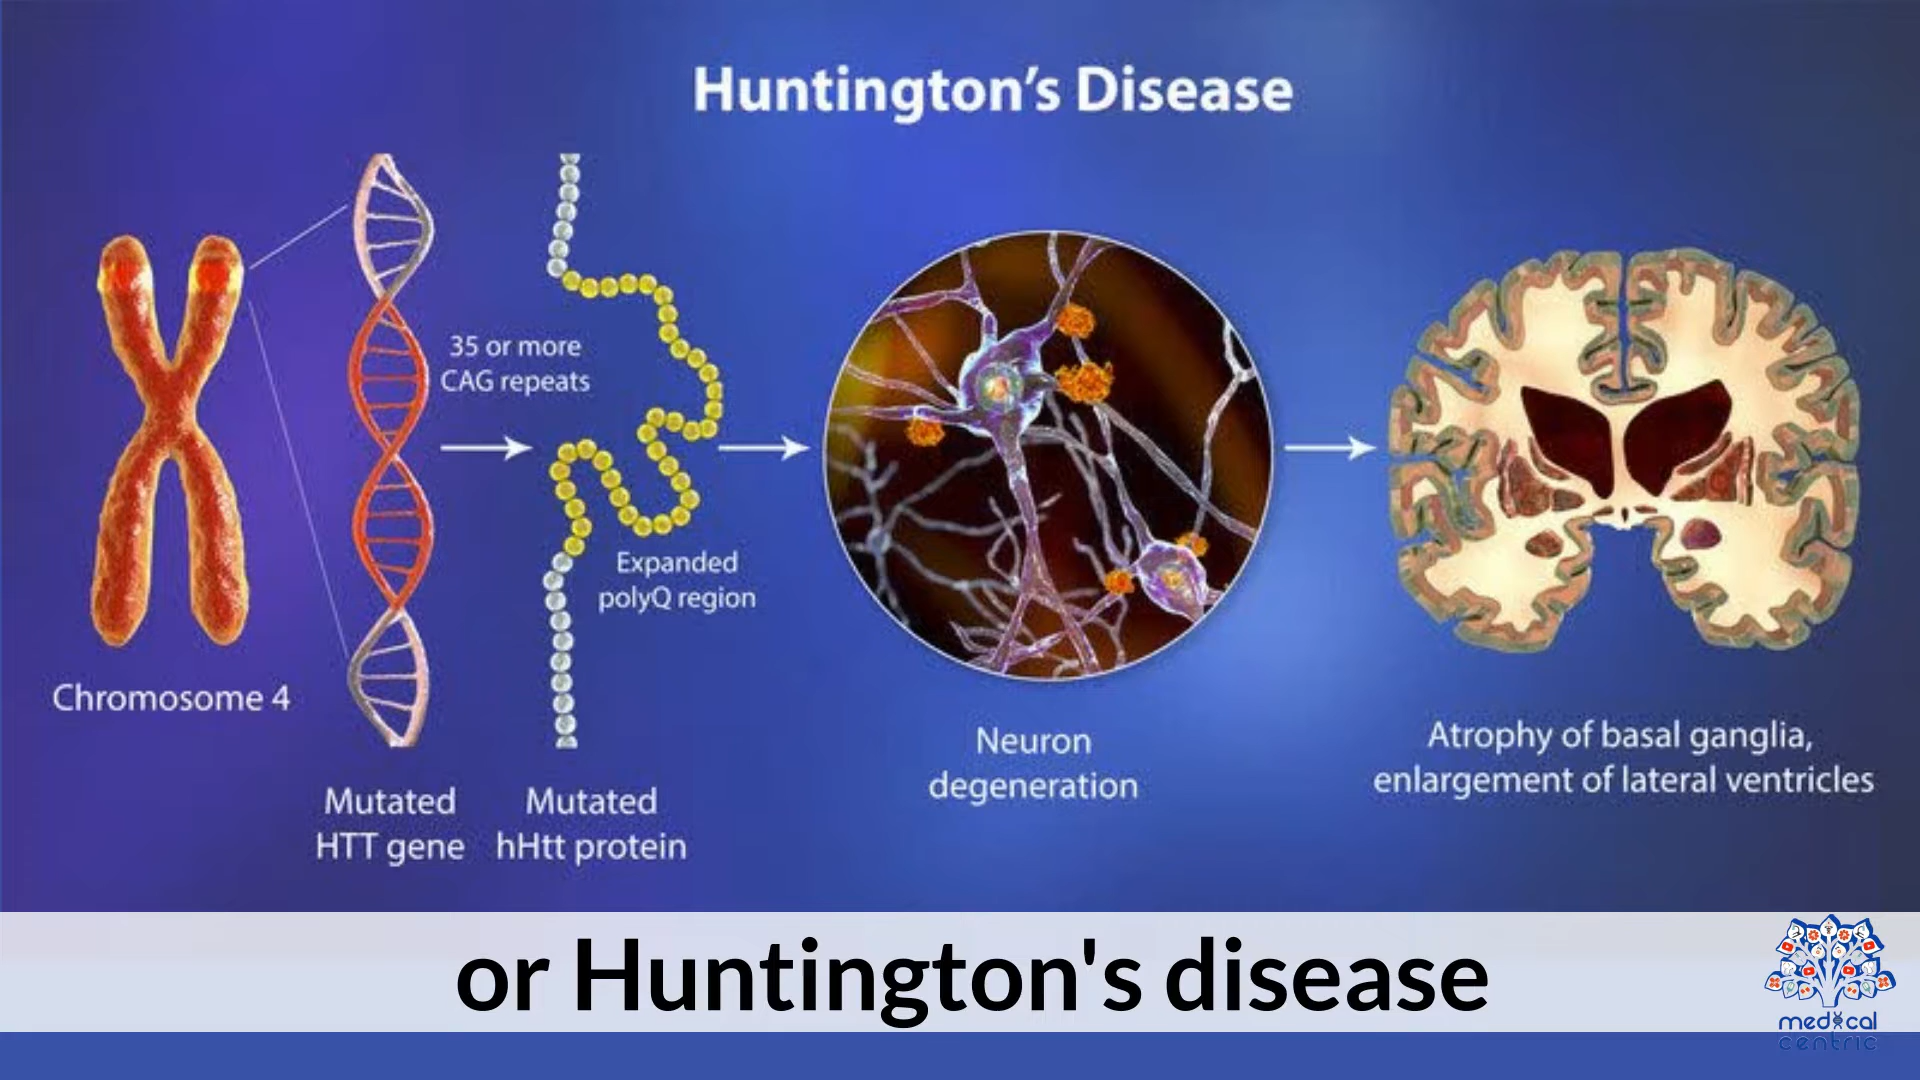 Huntington’s Disease
35 or more
CAG repeats
Expanded
polyQ region
Chromosome 4
Mutated
HTT gene
Mutated
hHtt protein
Neuron
degeneration
Atrophy of basal ganglia,
enlargement of lateral ventricles
or Huntington's disease
medical
centric